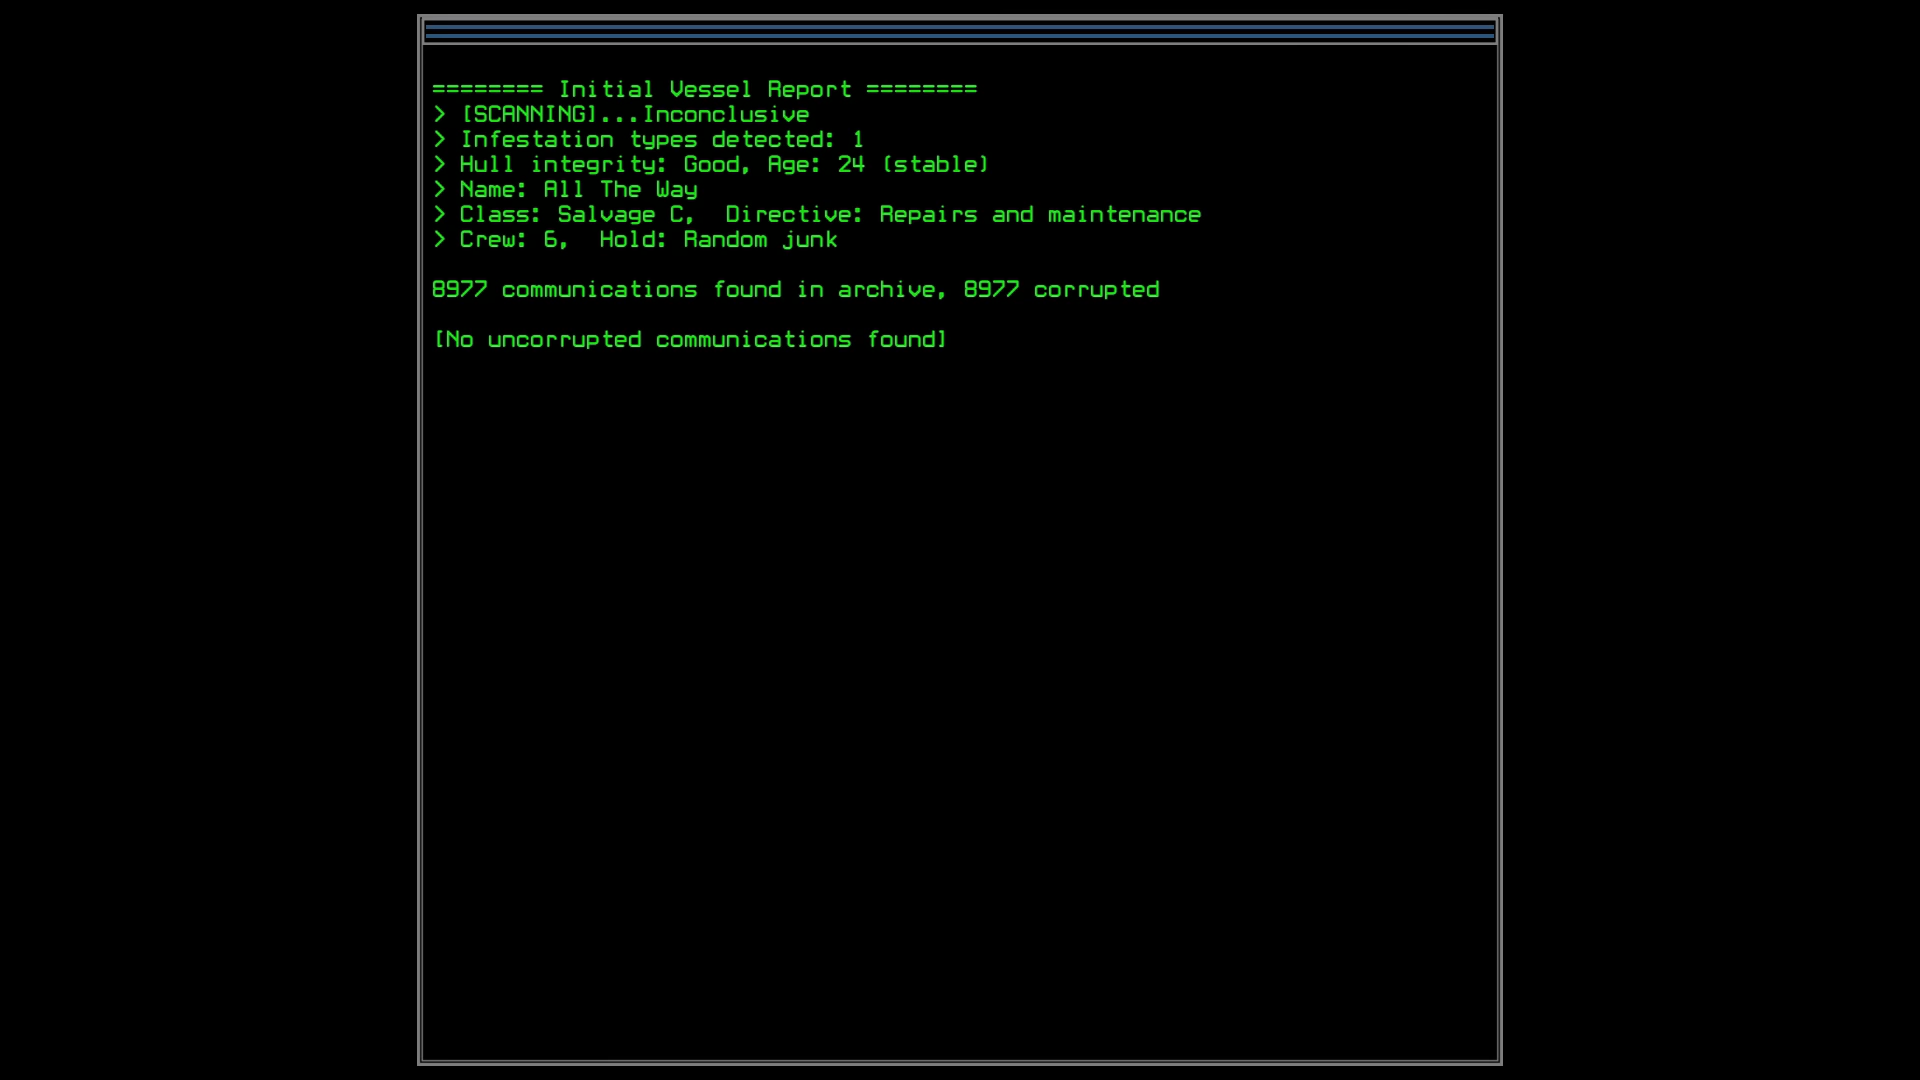 ======== Initial Vessel Report ========
> [SCANNING]...Inconclusive
> Infestation types detected: 1
> Hull integrity: Good, Age: 24 (stable)
> Name: All The Way
> Class: Salvage C,  Directive: Repairs and maintenance
> Crew: 6,  Hold: Random junk
8977 communications found in archive, 8977 corrupted
[No uncorrupted communications found]